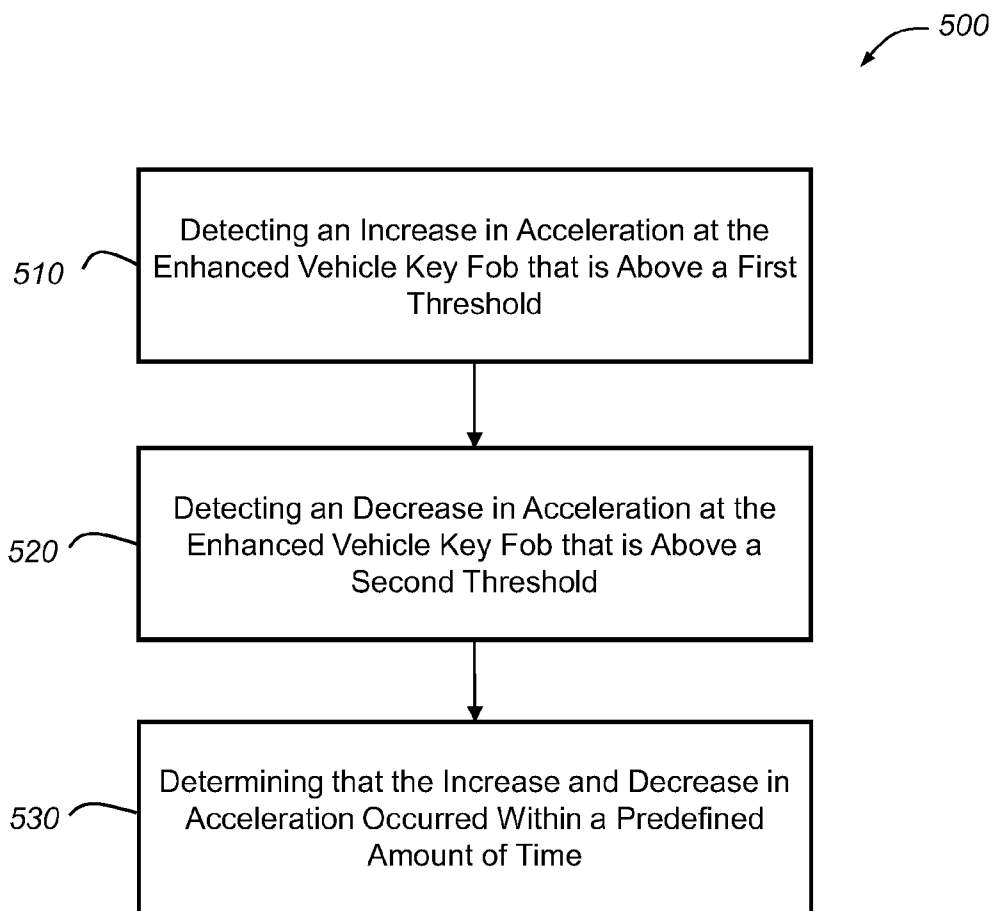 500
510
Detecting an Increase in Acceleration at the
Enhanced Vehicle Key Fob that is Above a First
Threshold
520
Detecting an Decrease in Acceleration at the
Enhanced Vehicle Key Fob that is Above a
Second Threshold
530
Determining that the Increase and Decrease in
Acceleration Occurred Within a Predefined
Amount of Time